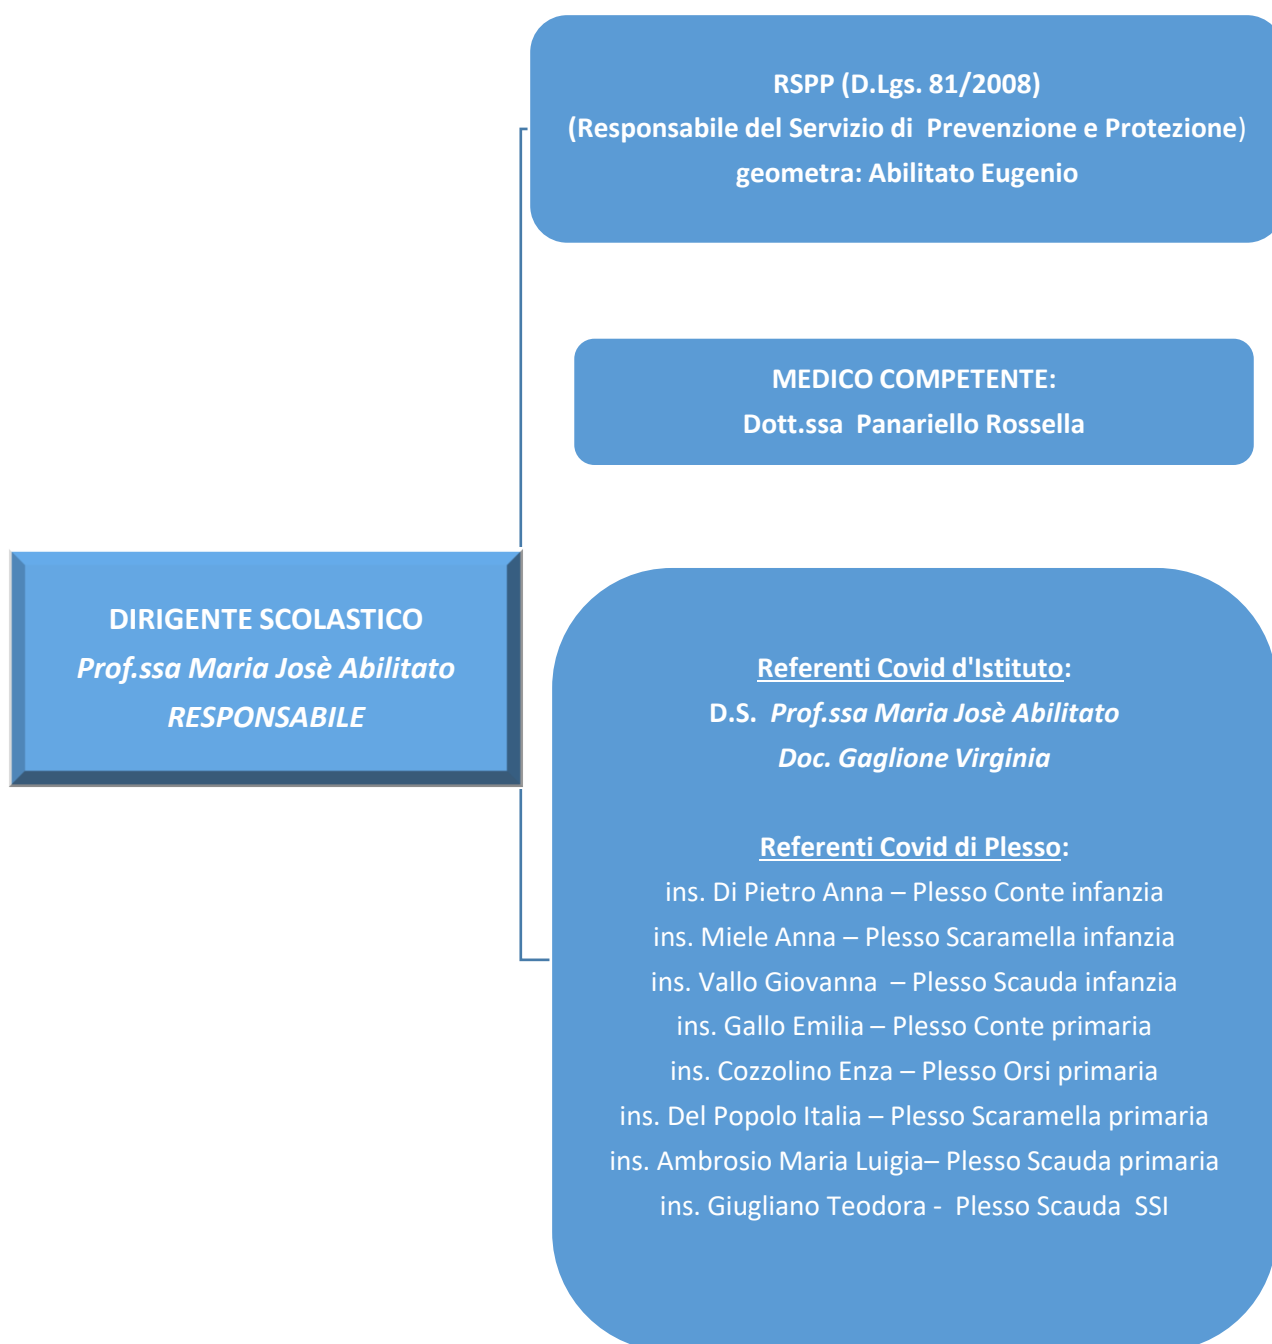 RSPP (D.Lgs. 81/2008)
(Responsabile del Servizio di Prevenzione e Protezione)
geometra: Abilitato Eugenio
MEDICO COMPETENTE:
Dott.ssa Panariello Rossella
DIRIGENTE SCOLASTICO
Prof.ssa Maria Josè Abilitato
RESPONSABILE
Referenti Covid d'Istituto:
D.S. Prof.ssa Maria Josè Abilitato
Doc. Gaglione Virginia
Referenti Covid di Plesso:
ins. Di Pietro Anna – Plesso Conte infanzia
ins. Miele Anna – Plesso Scaramella infanzia
ins. Vallo Giovanna – Plesso Scauda infanzia
ins. Gallo Emilia – Plesso Conte primaria
ins. Cozzolino Enza – Plesso Orsi primaria
ins. Del Popolo Italia – Plesso Scaramella primaria
ins. Ambrosio Maria Luigia– Plesso Scauda primaria
ins. Giugliano Teodora - Plesso Scauda SSI